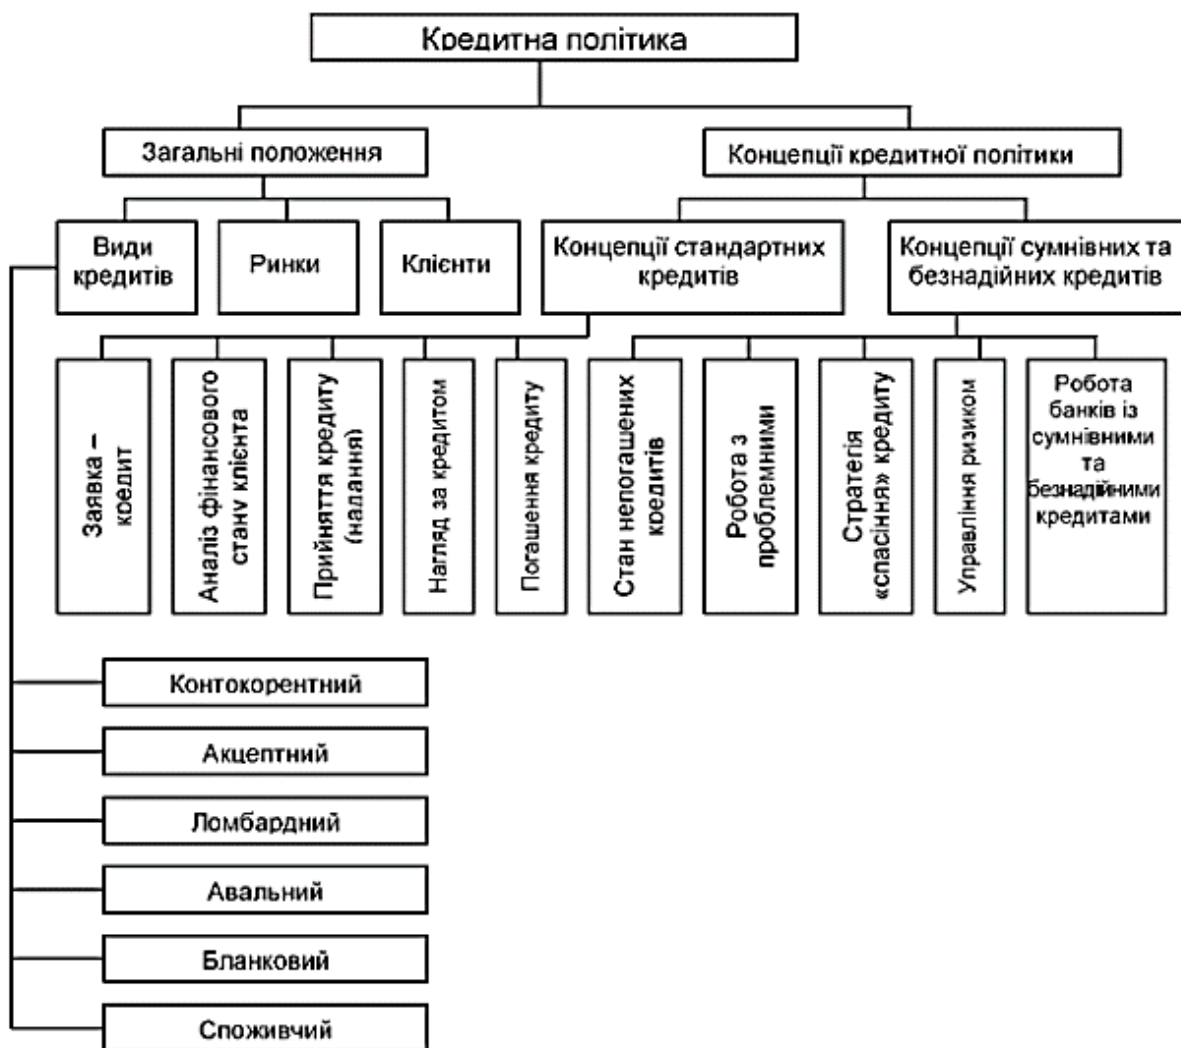 Кредитна політика
Загальні положення
Концепції кредитної політики
Види
кредитів
Ринки
Клієнти
Концепції стандартних
кредитів
Концепції сумнівних та
безнадійних кредитів
Заявка –
кредит
Аналіз фінансового
стану клієнта
Прийняття кредиту
(надання)
Нагляд за кредитом
Погашення кредиту
Стан непогашених
кредитів
Робота з
проблемними
Стратегія
«спасіння» кредиту
Управління ризиком
Робота
банків із
сумнівними
та
безнадійними
кредитами
Контокорентний
Акцептний
Ломбардний
Авальний
Бланковий
Споживчий